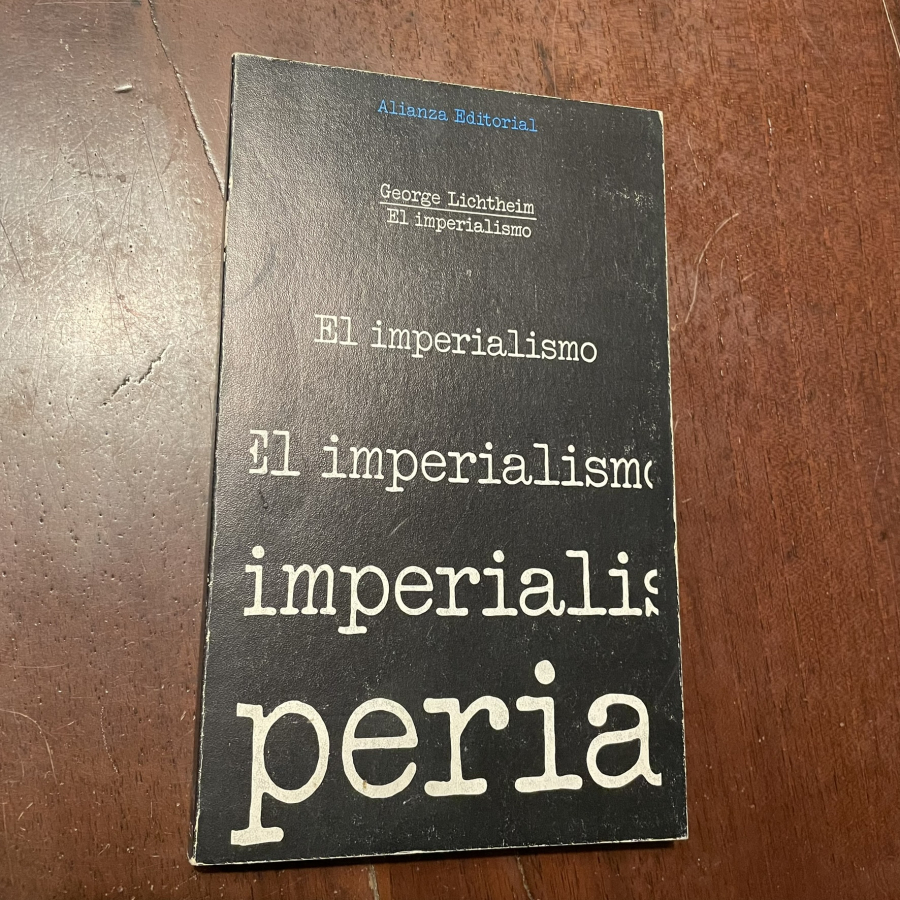 Alianza Editorial
George Lichtheim
El imperialismo
El imperialismo
El imperialismo
imperialis
peria